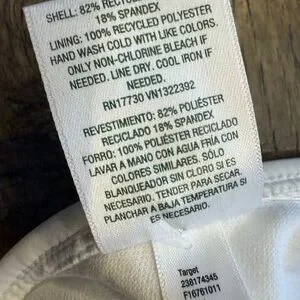 SHELL: 82% RECYCLED
18% SPANDEX
LINING: 100% RECYCLED POLYESTER
HAND WASH COLD WITH LIKE COLORS.
ONLY NON-CHLORINE BLEACH IF
NEEDED. LINE DRY. COOL IRON IF
NEEDED.
RN17730 VN1322392
REVESTIMIENTO: 82% POLIÉSTER
RECICLADO 18% SPANDEX
FORRO: 100% POLIÉSTER RECICLADO
LAVAR A MANO CON AGUA FRÍA CON
COLORES SIMILARES. SÓLO
BLANQUEADOR SIN CLORO SI ES
NECESARIO. TENDER PARA SECAR.
PLANCHAR A BAJA TEMPERATURA SI
ES NECESARIO.
Target
238174345
F16761011